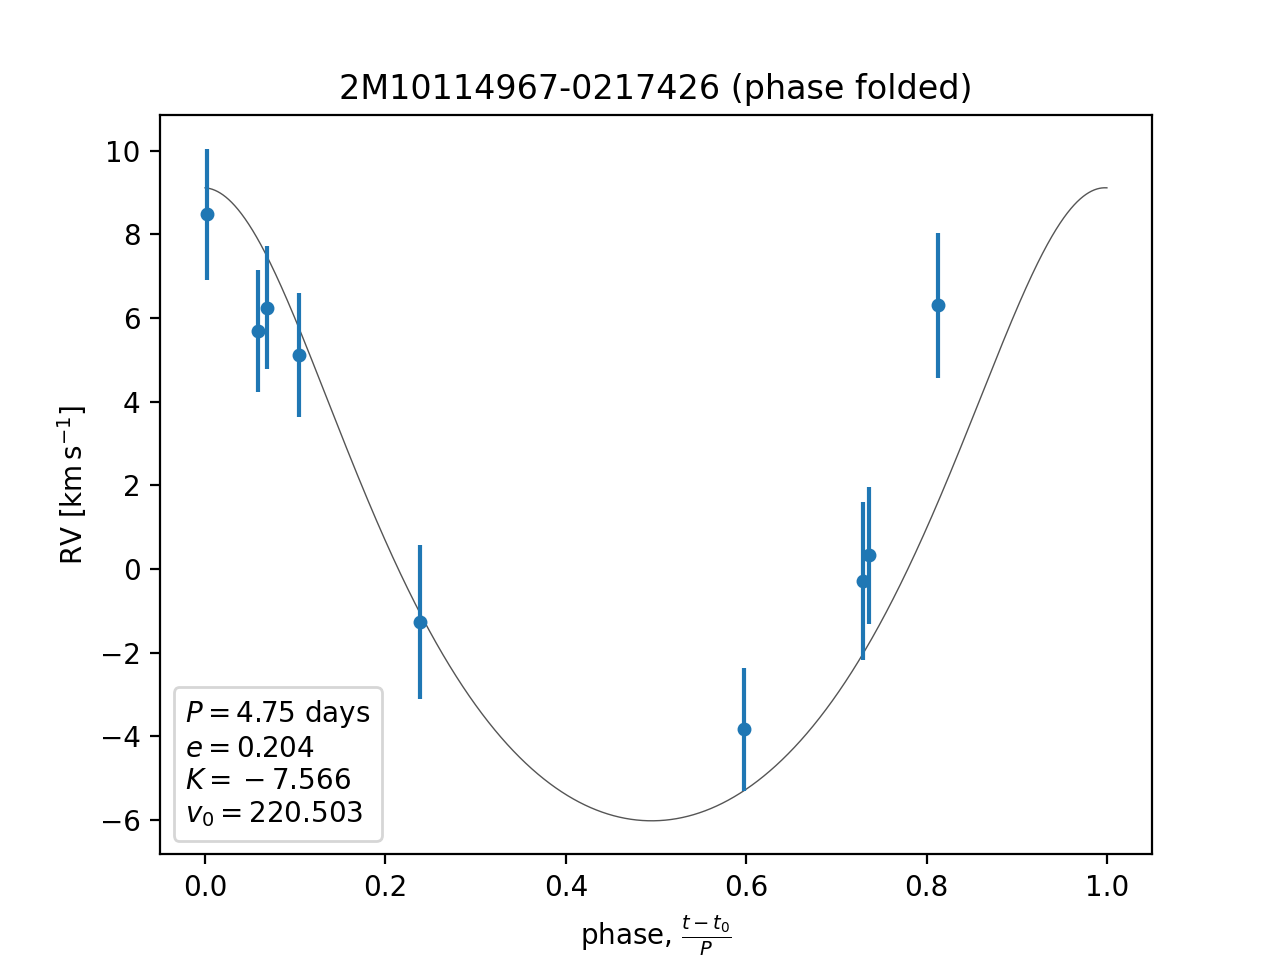 2M10114967-0217426 (phase folded)
10
8
6
4
2
0
−2
−4
−6
RV [km s⁻¹]
P = 4.75 days
e = 0.204
K = − 7.566
v₀ = 220.503
0.0 0.2 0.4 0.6 0.8 1.0
phase, \frac{t − t₀}{P}